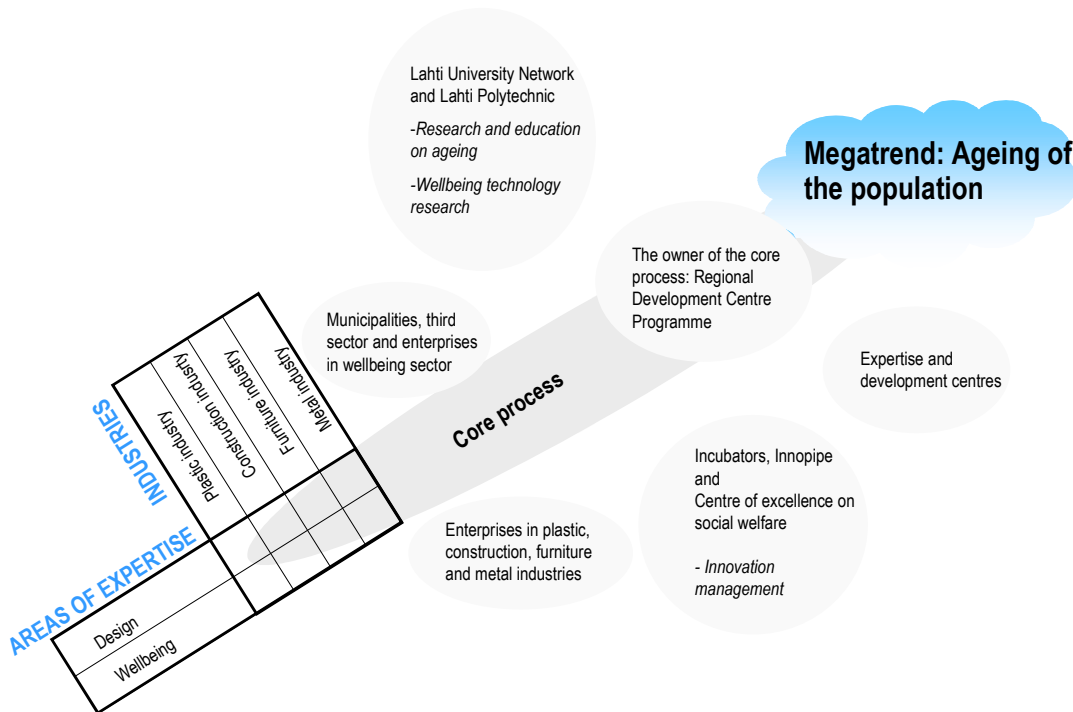 Lahti University Network
and Lahti Polytechnic
-Research and education
on ageing
-Wellbeing technology
research
Megatrend: Ageing of
the population
The owner of the core
process: Regional
Development Centre
Programme
Municipalities, third
sector and enterprises
in wellbeing sector
Expertise and
development centres
Core process
INDUSTRIES
Plastic industry
Construction industry
Furniture industry
Metal industry
Incubators, Innopipe
and
Centre of excellence on
social welfare
- Innovation
management
Enterprises in plastic,
construction, furniture
and metal industries
AREAS OF EXPERTISE
Design
Wellbeing